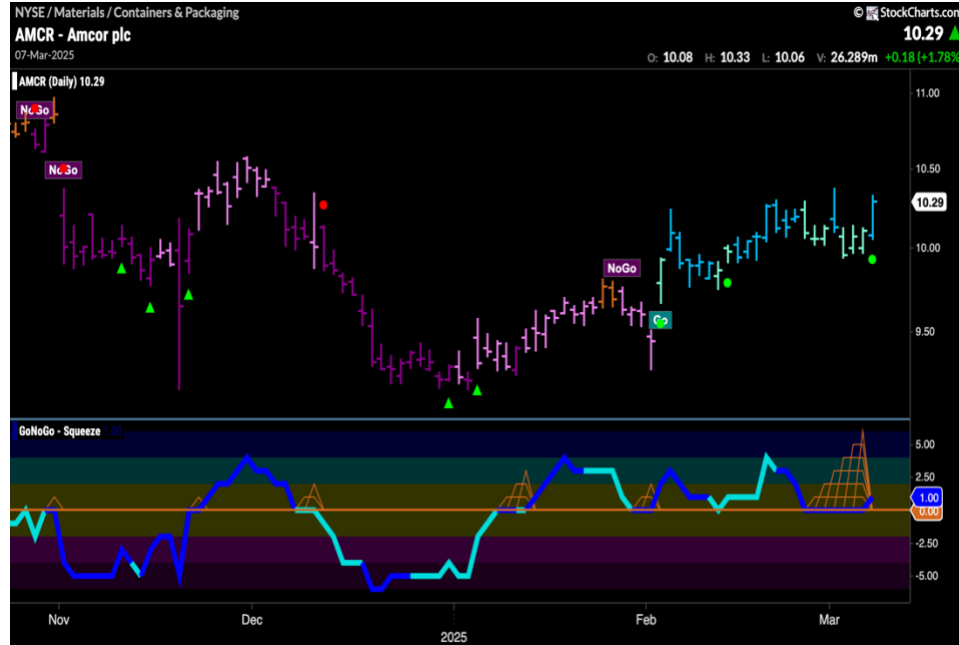 NYSE / Materials / Containers & Packaging
© StockCharts.com
AMCR - Amcor plc
10.29
07-Mar-2025
O: 10.08 H: 10.33 L: 10.06 V: 26.289m +0.18 (+1.78%
AMCR (Daily) 10.29
11.00
NoGo
NoGo
10.50
10.29
10.00
NoGo
Go
9.50
GoNoGo - Squeeze 1.00
5.00
2.50
1.00
0.00
-2.50
-5.00
Nov Dec 2025 Feb Mar